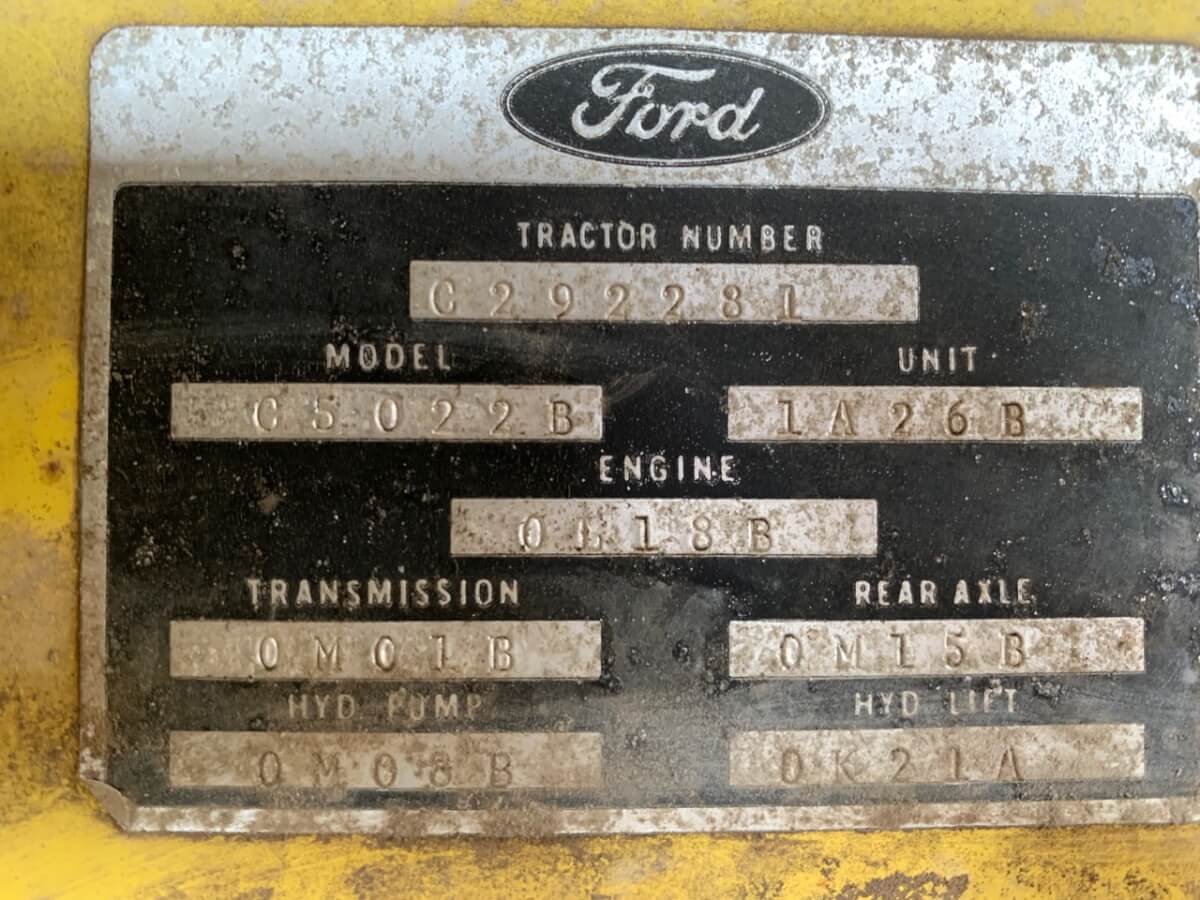 Ford
TRACTOR NUMBER
C292281
MODEL UNIT
C5022B 1A26B
ENGINE
0L18B
TRANSMISSION REAR AXLE
0M01B 0M15B
HYD PUMP HYD LIFT
0M08B 0K21A